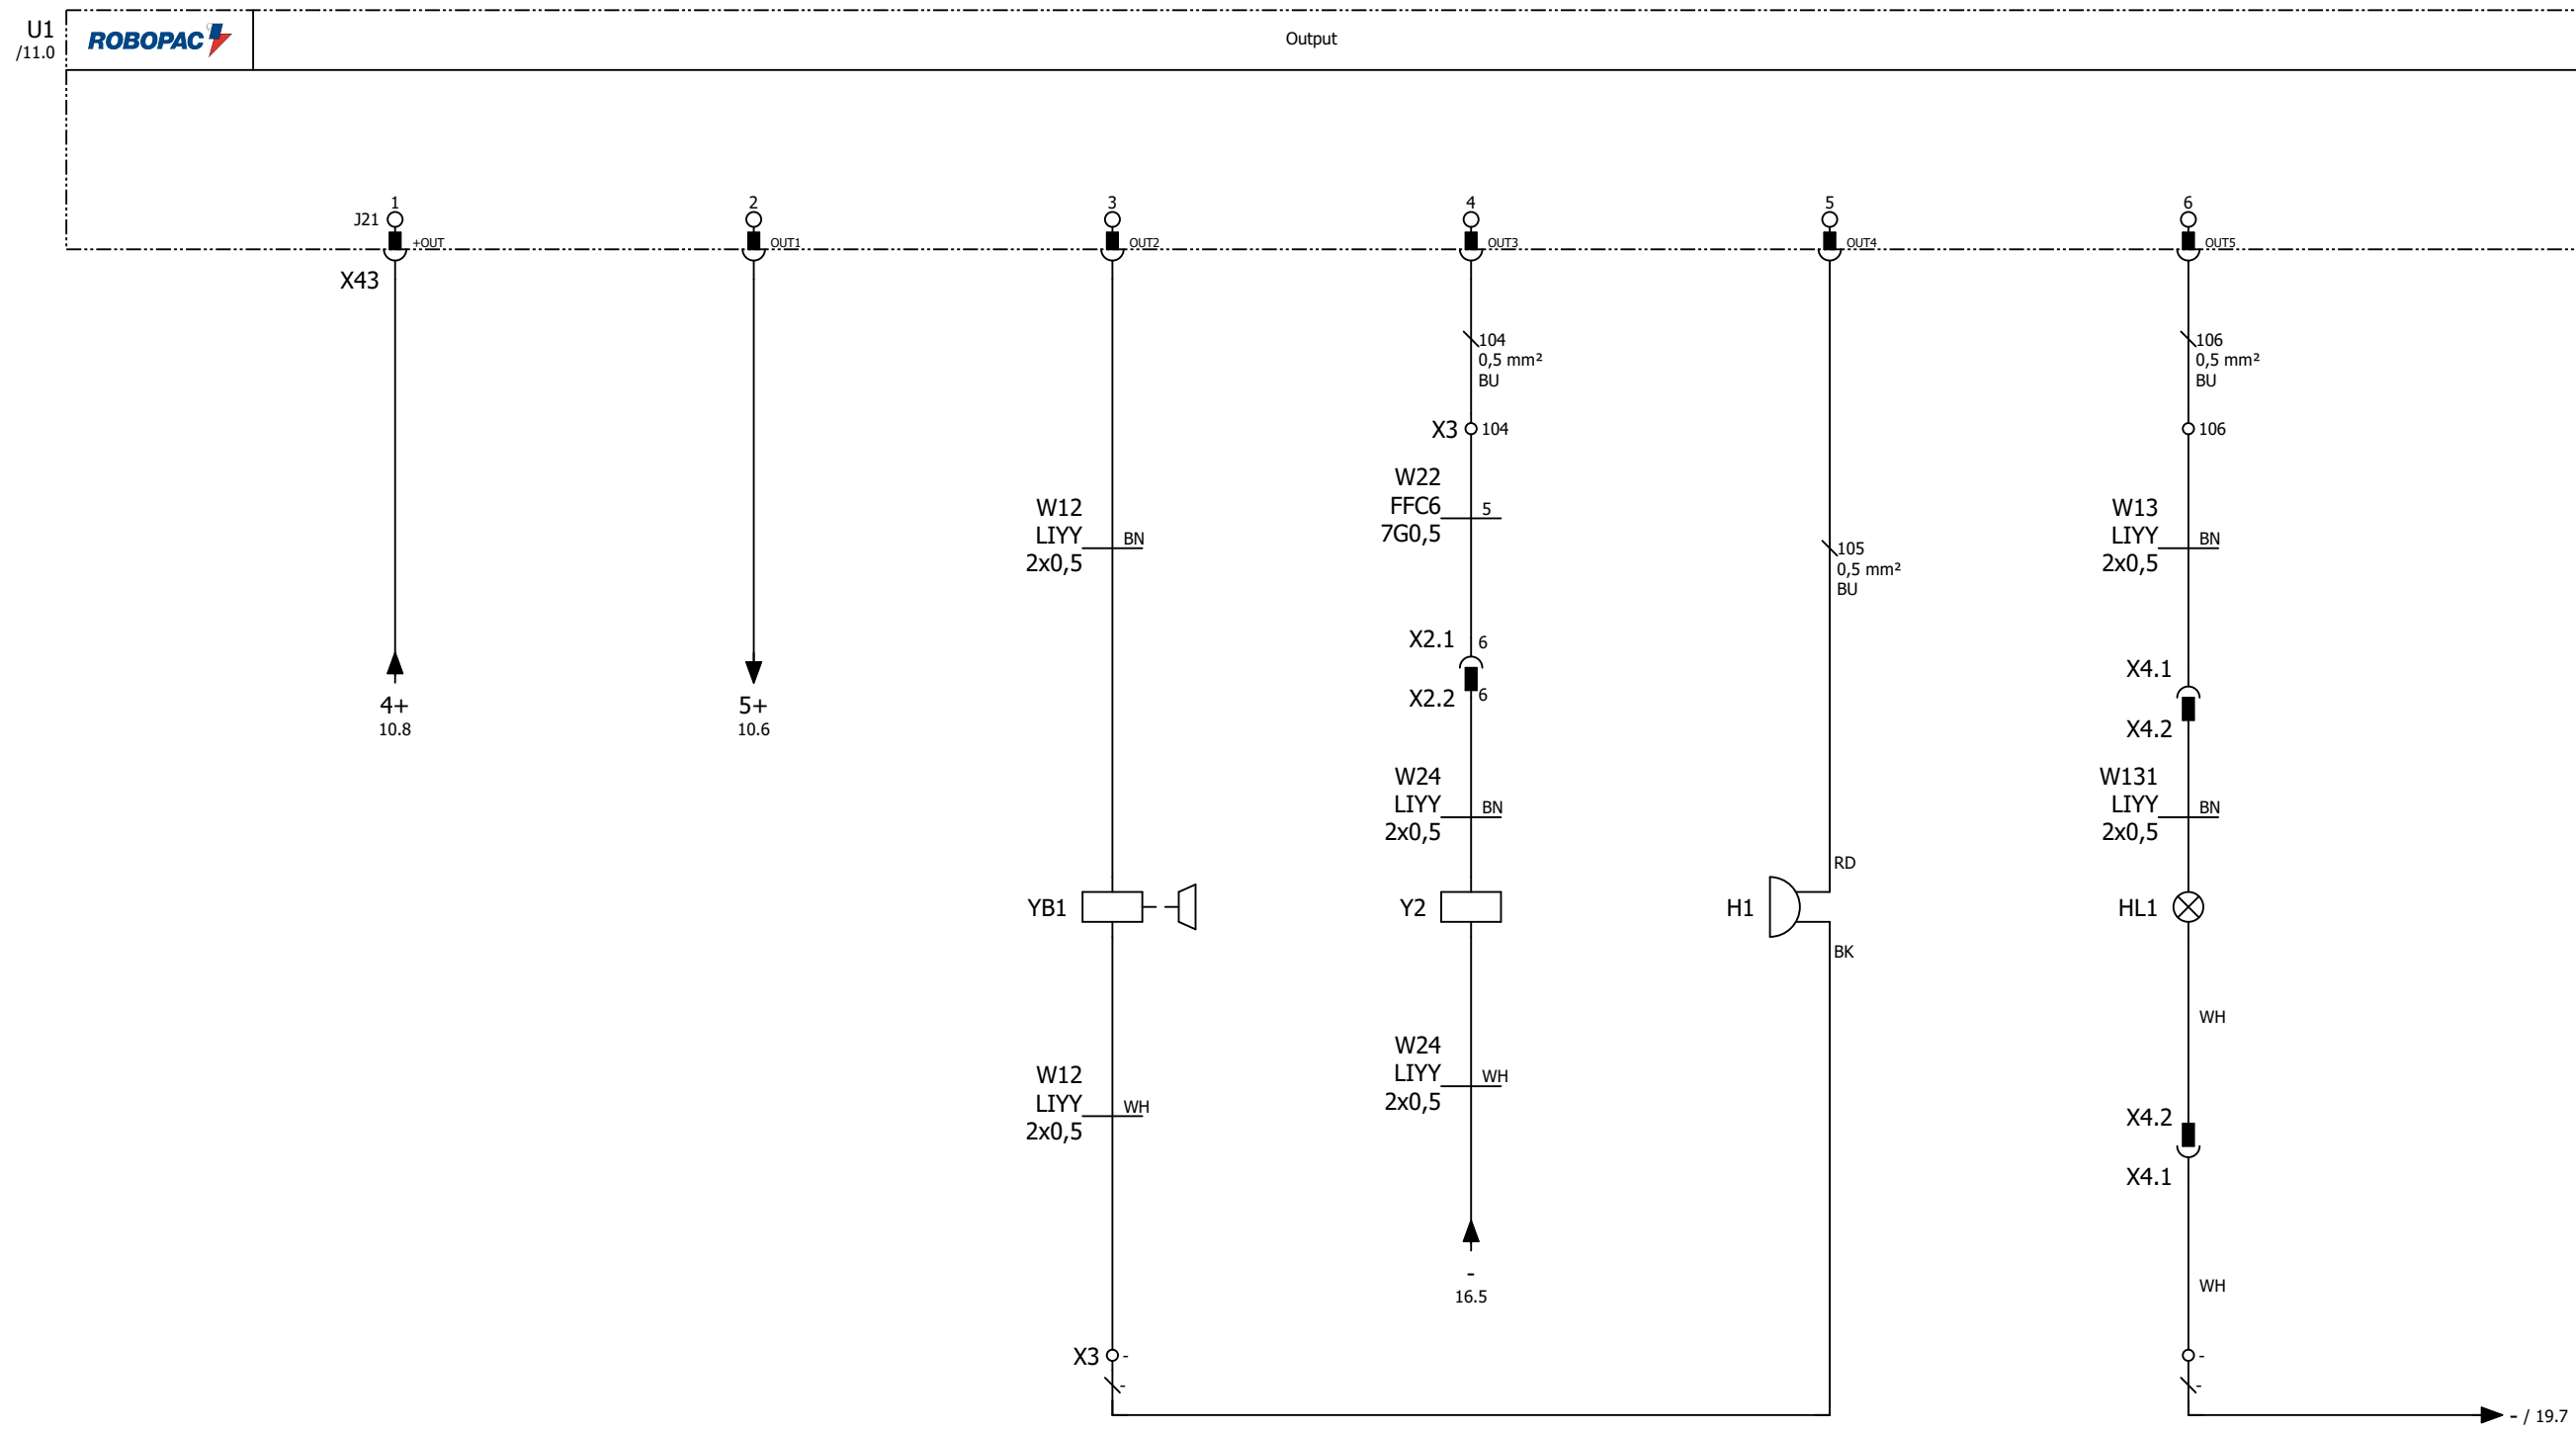 U1
/11.0
ROBOPAC
Output
J21
1
+OUT
X43
4+
10.8
2
OUT1
5+
10.6
3
OUT2
W12
LIYY
2x0,5
BN
YB1
W12
LIYY
2x0,5
WH
X3
-
-
4
OUT3
104
0,5 mm²
BU
X3
104
W22
FFC6
7G0,5
5
X2.1
6
X2.2
6
W24
LIYY
2x0,5
BN
Y2
W24
LIYY
2x0,5
WH
-
16.5
5
OUT4
105
0,5 mm²
BU
RD
H1
BK
6
OUT5
106
0,5 mm²
BU
106
W13
LIYY
2x0,5
BN
X4.1
X4.2
W131
LIYY
2x0,5
BN
HL1
WH
X4.2
X4.1
WH
-
-
- / 19.7